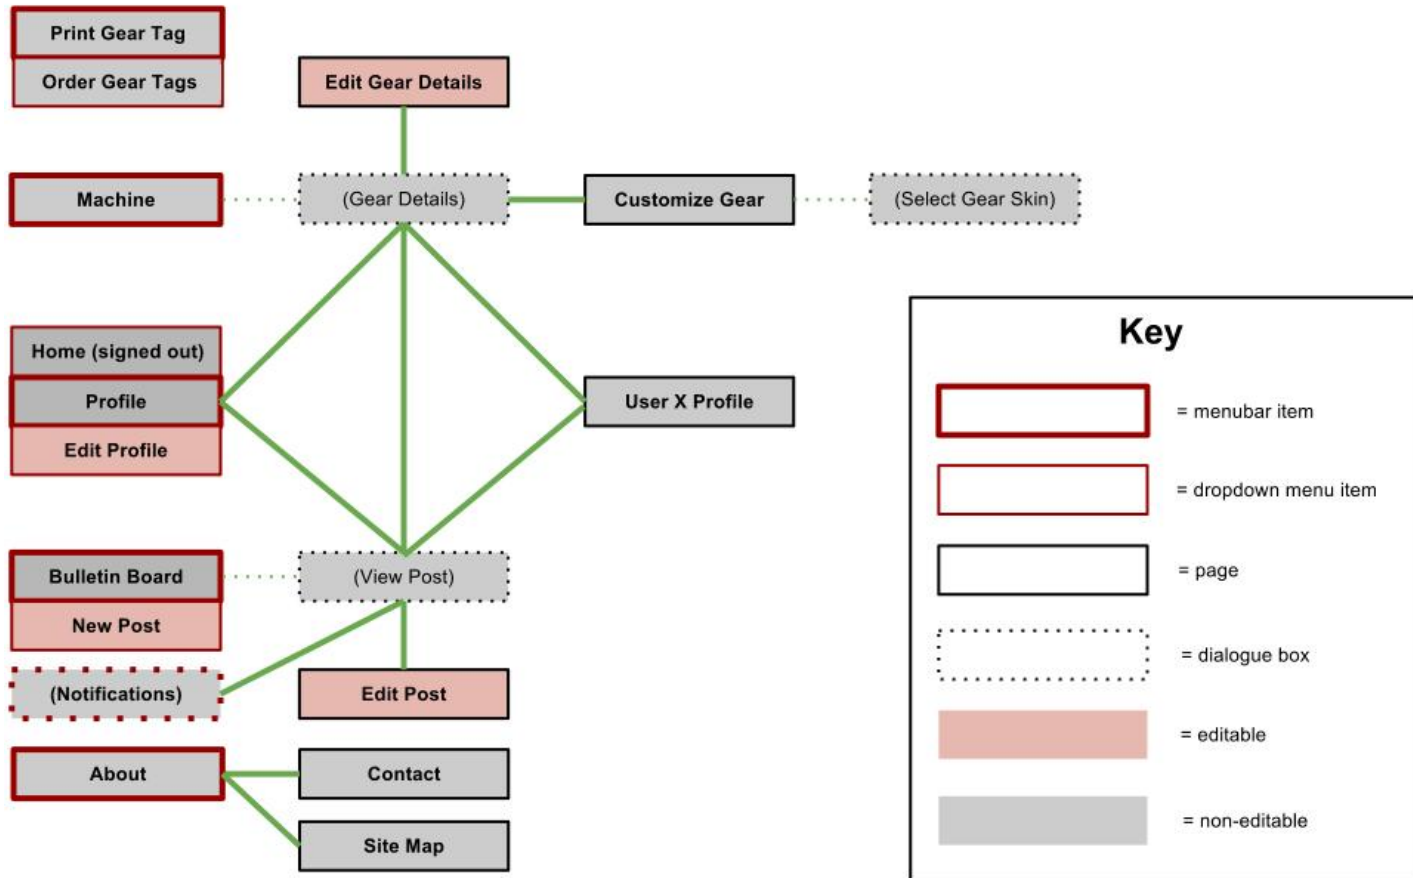 Print Gear Tag
Order Gear Tags
Edit Gear Details
Machine
(Gear Details)
Customize Gear
(Select Gear Skin)
Home (signed out)
Profile
Edit Profile
User X Profile
Bulletin Board
New Post
(View Post)
(Notifications)
Edit Post
About
Contact
Site Map
Key
= menubar item
= dropdown menu item
= page
= dialogue box
= editable
= non-editable